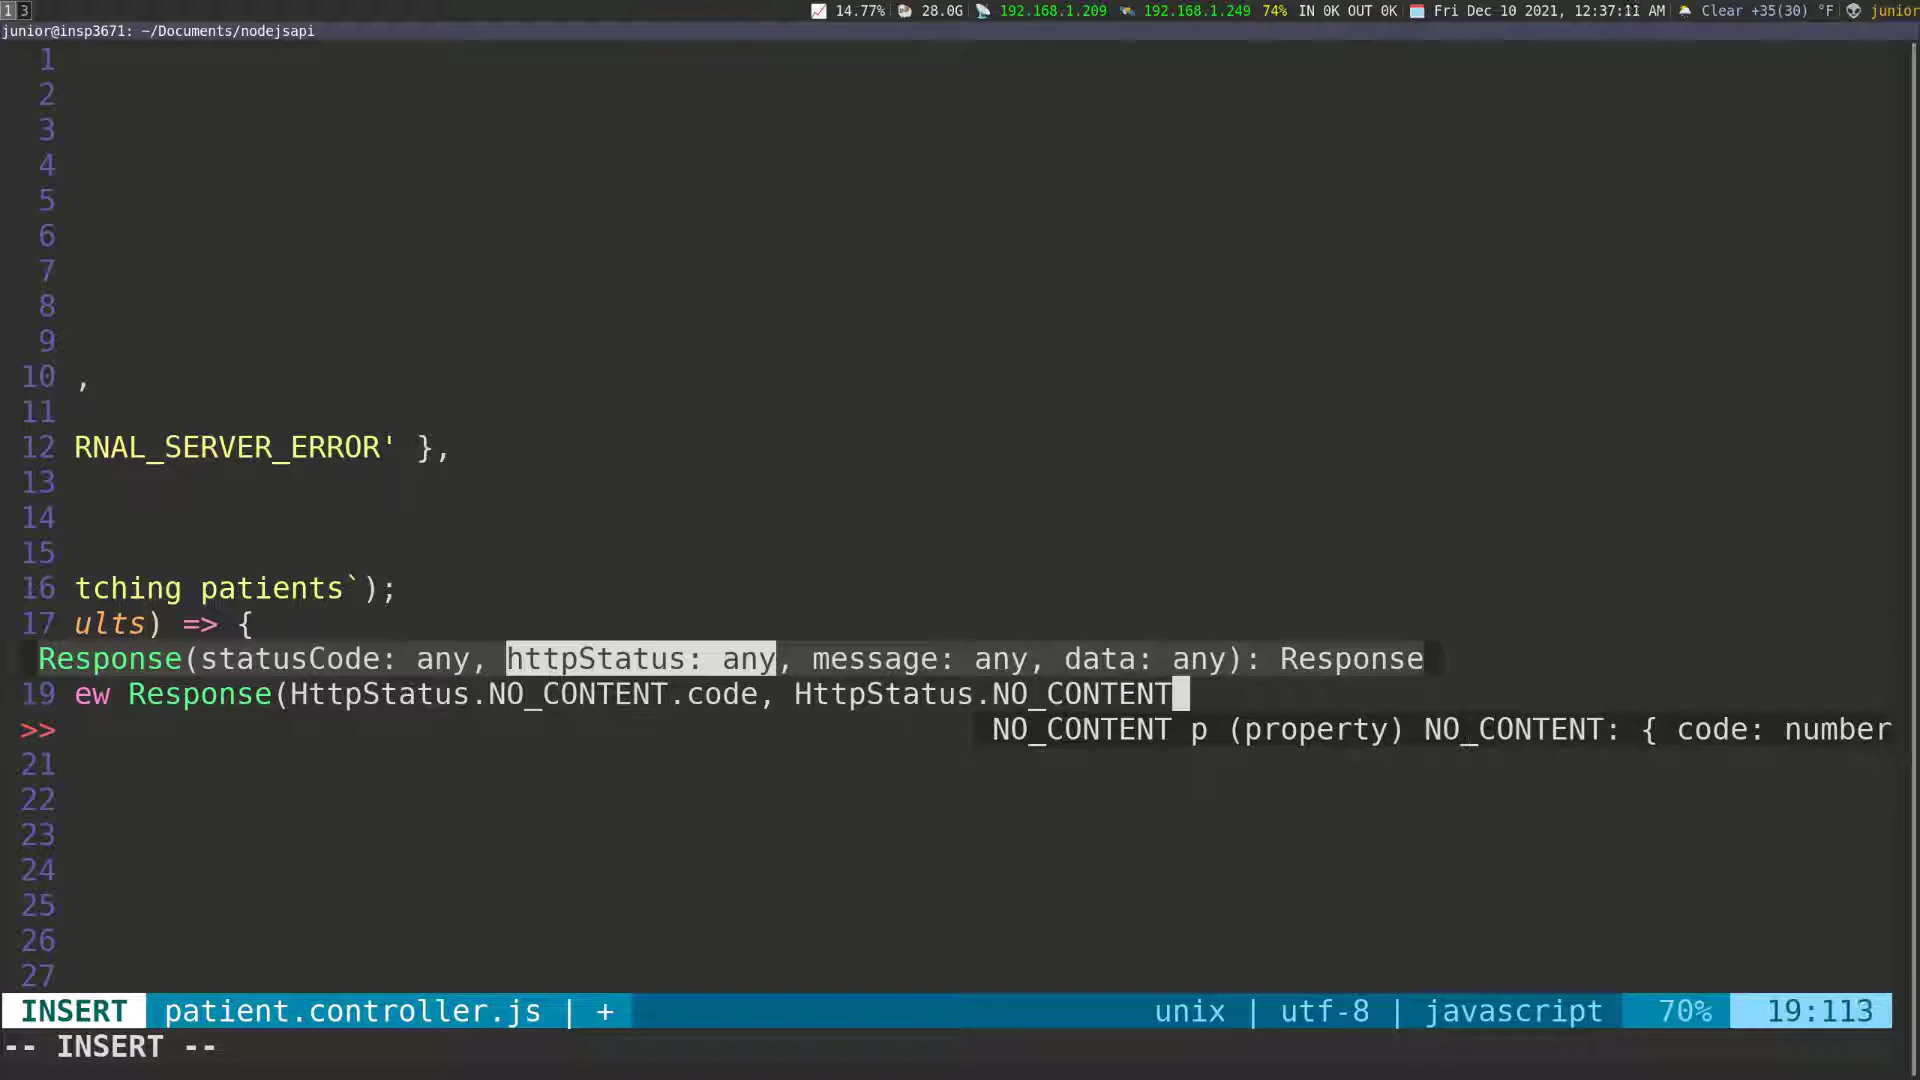 1 3 14.77% 28.0G 192.168.1.209 192.168.1.249 74% IN 0K OUT 0K Fri Dec 10 2021, 12:37:11 AM Clear +35(30) °F junior
junior@insp3671: ~/Documents/nodejsapi
1
2
3
4
5
6
7
8
9
10 ,
11
12 RNAL_SERVER_ERROR' },
13
14
15
16 tching patients`);
17 ults) => {
Response(statusCode: any, httpStatus: any, message: any, data: any): Response
19 ew Response(HttpStatus.NO_CONTENT.code, HttpStatus.NO_CONTENT
>> NO_CONTENT p (property) NO_CONTENT: { code: number
21
22
23
24
25
26
27
INSERT patient.controller.js | + unix | utf-8 | javascript 70% 19:113
-- INSERT --